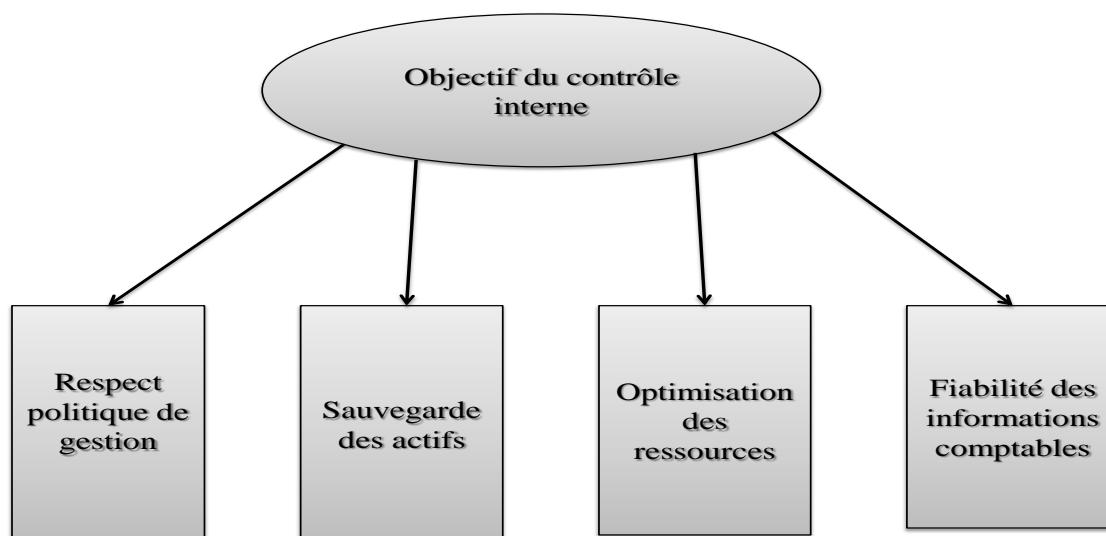 Objectif du contrôle
interne
Respect
politique de
gestion
Sauvegarde
des actifs
Optimisation
des
ressources
Fiabilité des
informations
comptables